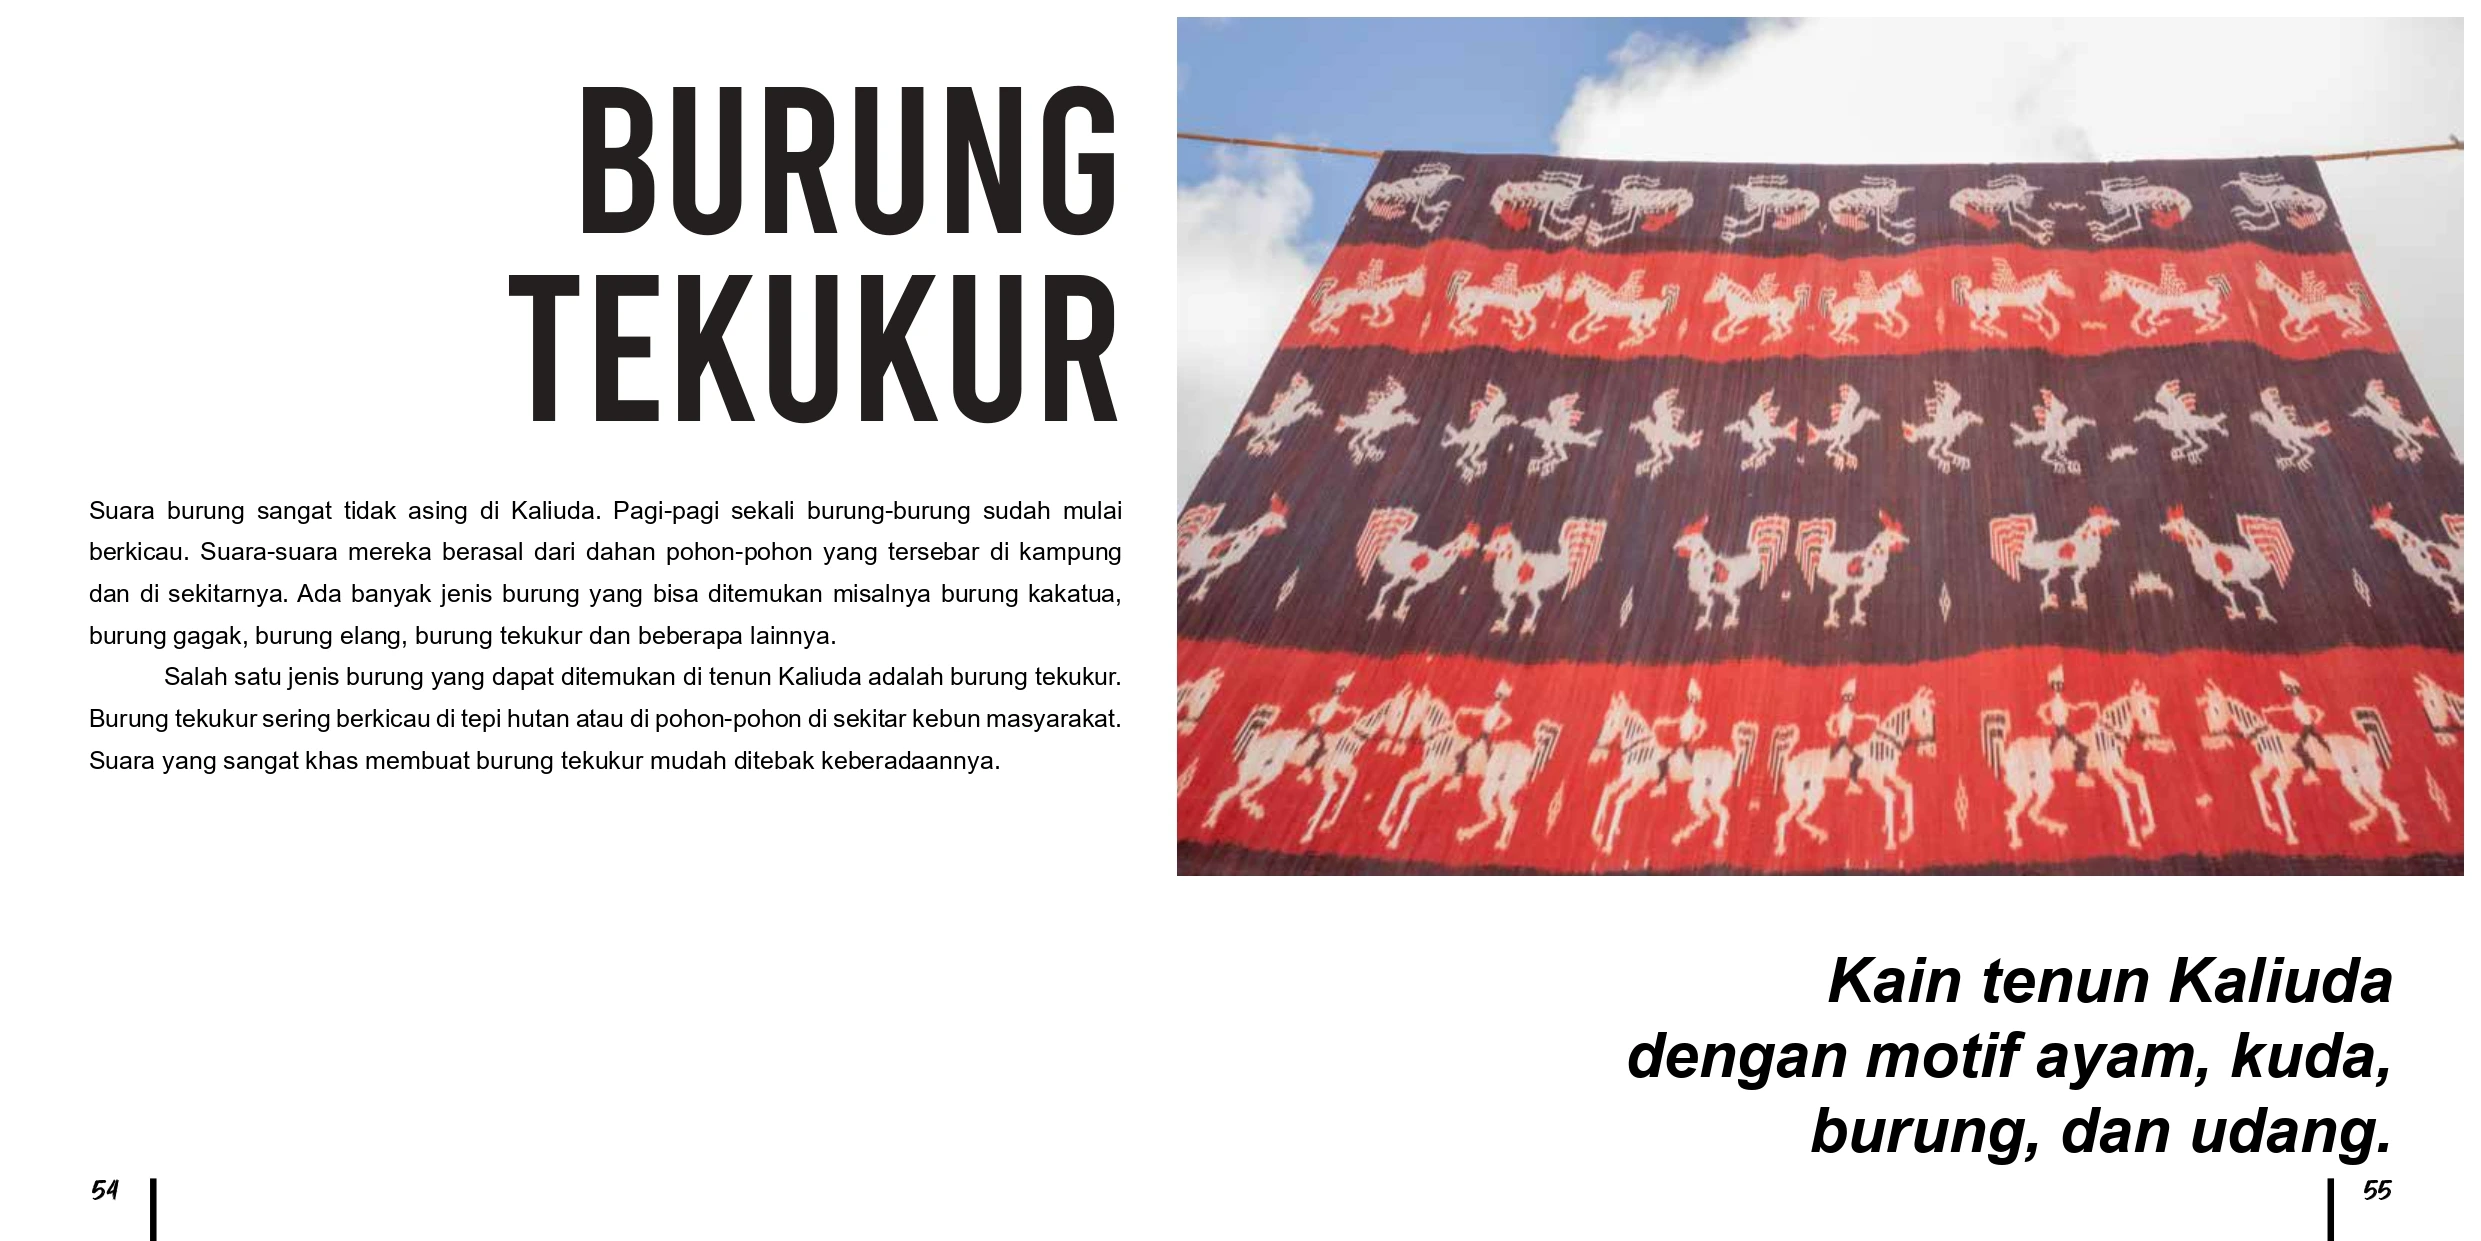 BURUNG
TEKUKUR
Suara burung sangat tidak asing di Kaliuda. Pagi-pagi sekali burung-burung sudah mulai
berkicau. Suara-suara mereka berasal dari dahan pohon-pohon yang tersebar di kampung
dan di sekitarnya. Ada banyak jenis burung yang bisa ditemukan misalnya burung kakatua,
burung gagak, burung elang, burung tekukur dan beberapa lainnya.
Salah satu jenis burung yang dapat ditemukan di tenun Kaliuda adalah burung tekukur.
Burung tekukur sering berkicau di tepi hutan atau di pohon-pohon di sekitar kebun masyarakat.
Suara yang sangat khas membuat burung tekukur mudah ditebak keberadaannya.
Kain tenun Kaliuda
dengan motif ayam, kuda,
burung, dan udang.
54
55